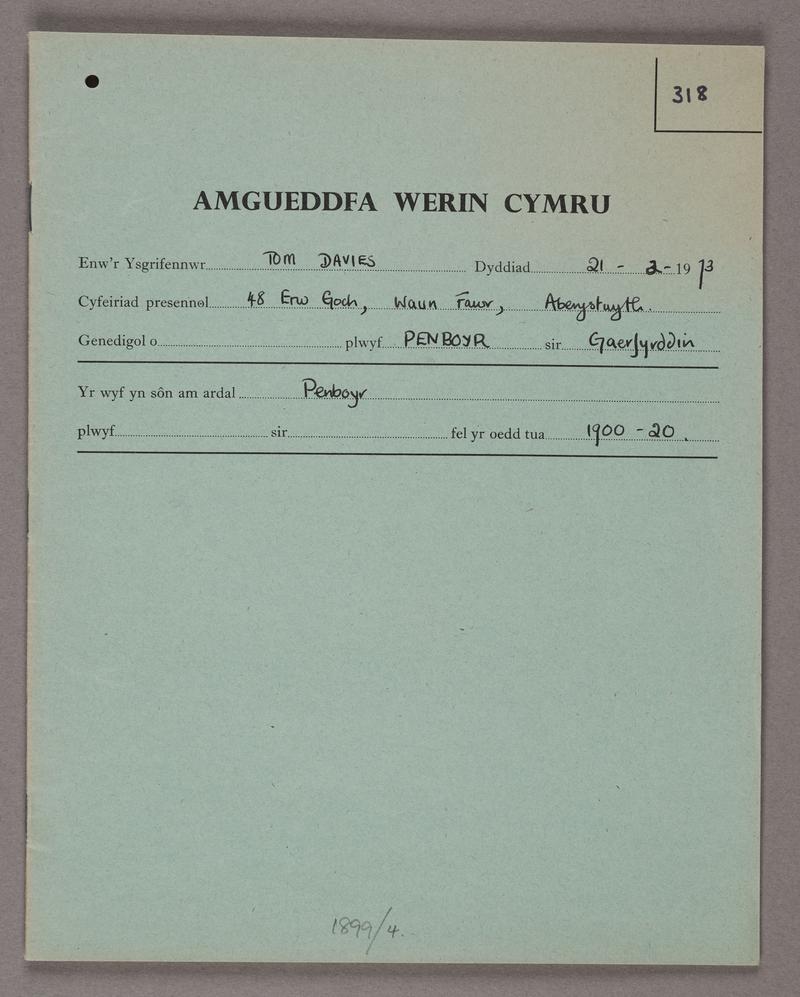 318
AMGUEDDFA WERIN CYMRU
Enw'r Ysgrifennwr TOM DAVIES Dyddiad 21 - 2 - 19 73
Cyfeiriad presennol 48 Erw Goch, Waun Fawr, Aberystwyth.
Genedigol o plwyf PENBOYR sir Gaerfyrddin
Yr wyf yn sôn am ardal Penboyr
plwyf sir fel yr oedd tua 1900 - 20.
1899/4.